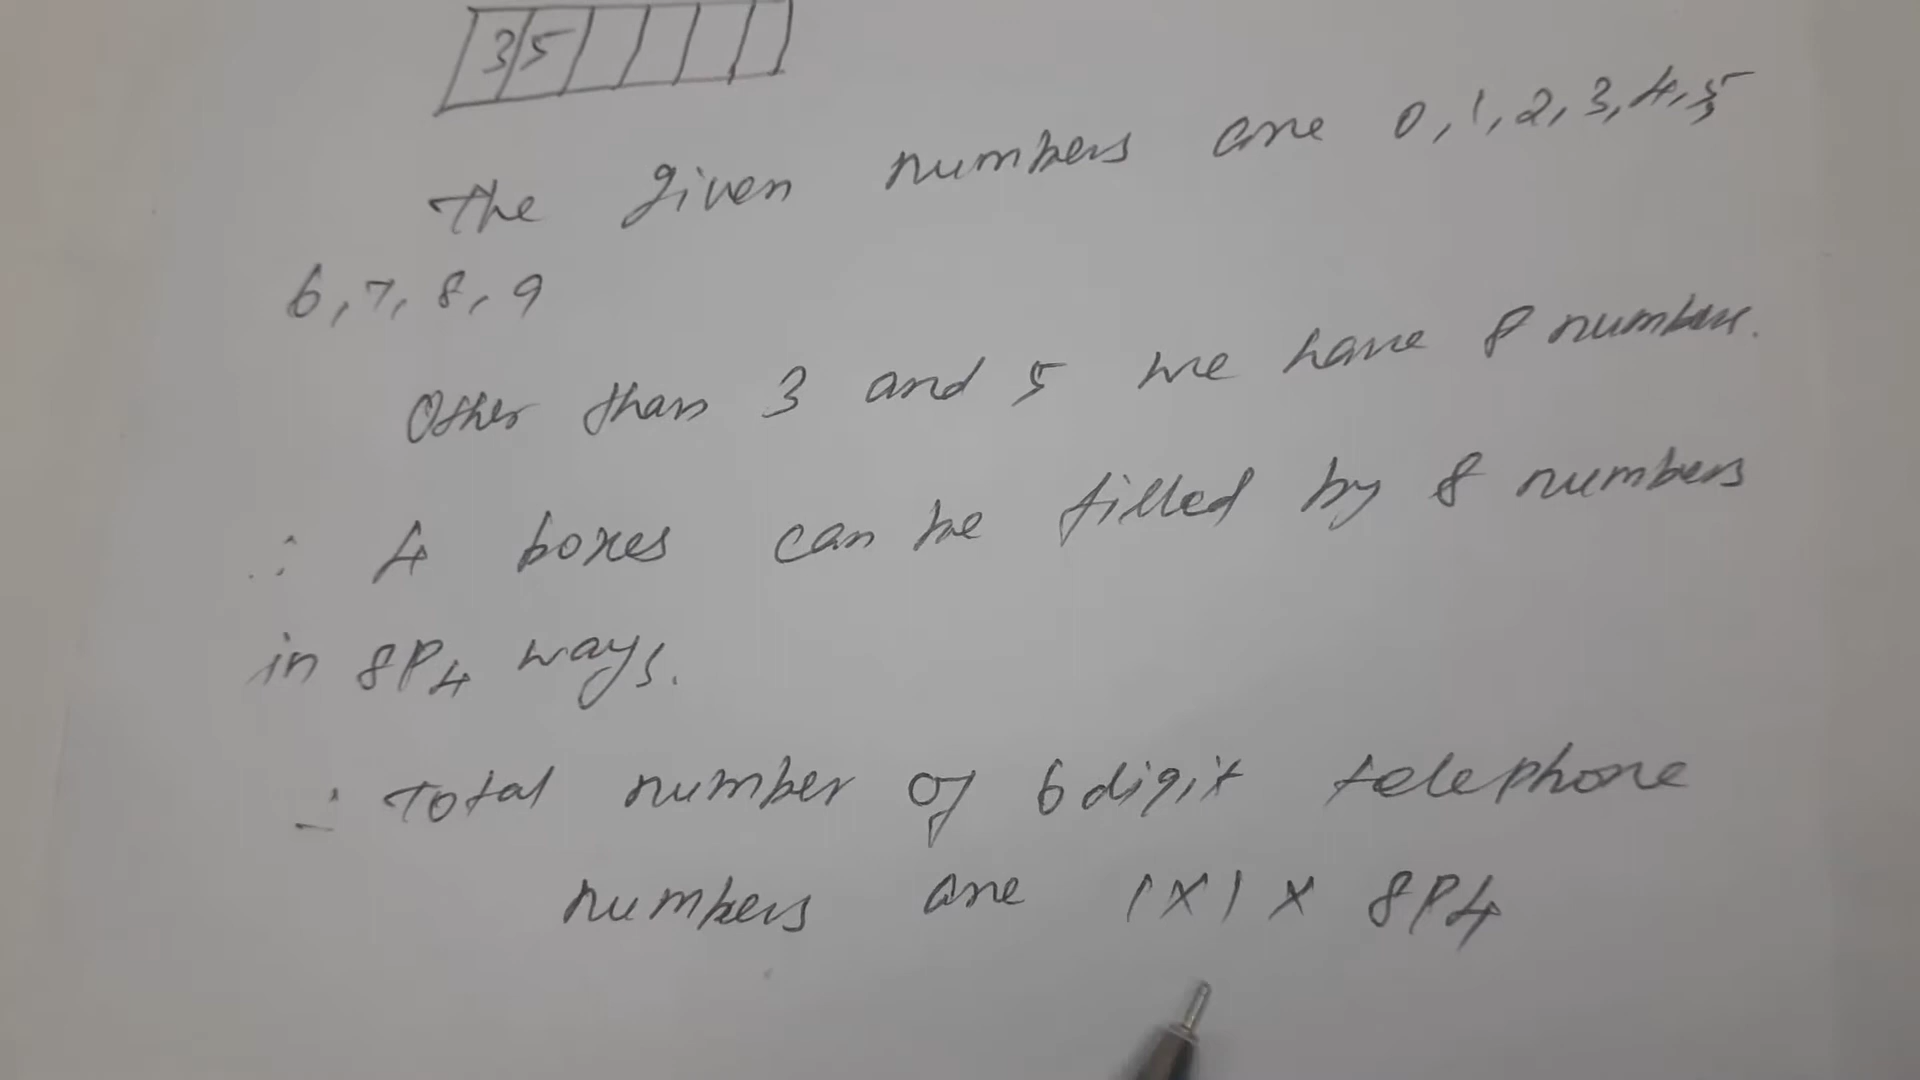 3 5
The given numbers are 0,1,2,3,4,5
6,7,8,9
Other than 3 and 5 we have 8 numbers.
∴ 4 boxes can be filled by 8 numbers
in 8P4 ways.
∴ Total number of 6 digit telephone
numbers are 1×1× 8P4